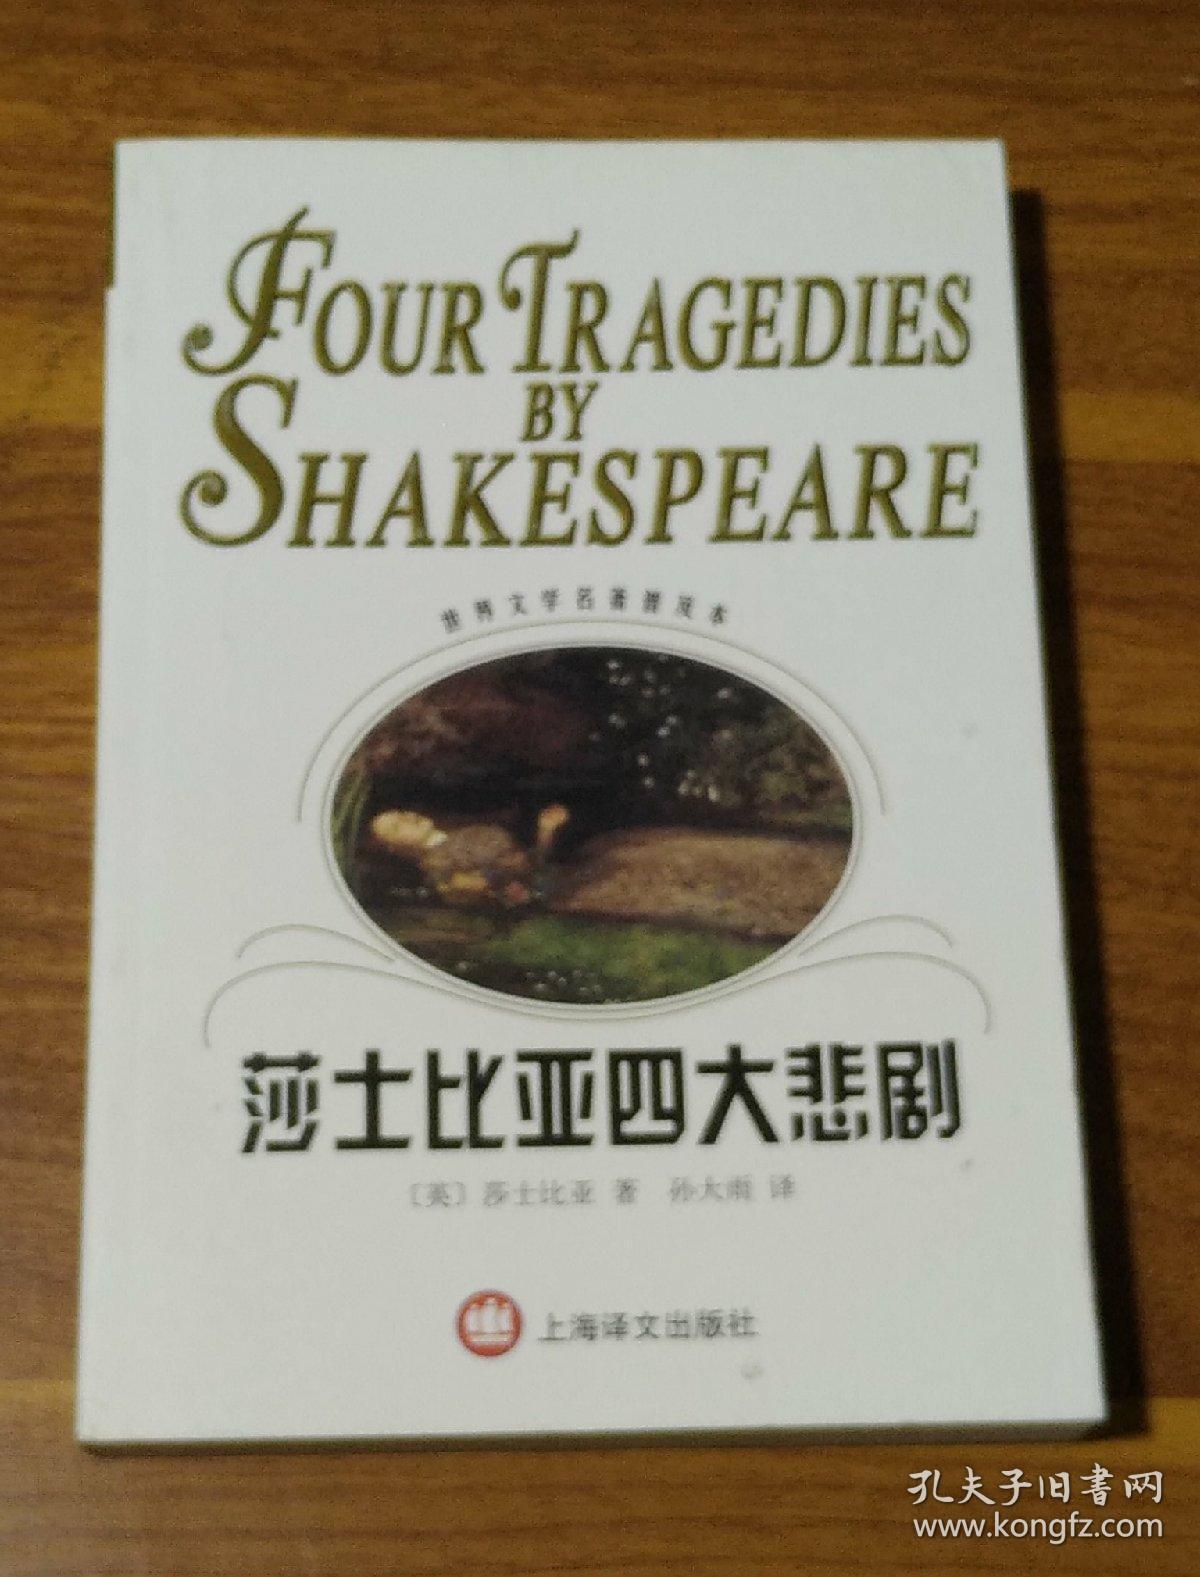 FOUR TRAGEDIES
BY
SHAKESPEARE
世界文学名著普及本
莎士比亚四大悲剧
〔英〕莎士比亚 著 孙大雨 译
上海译文出版社
孔夫子旧书网
www.kongfz.com